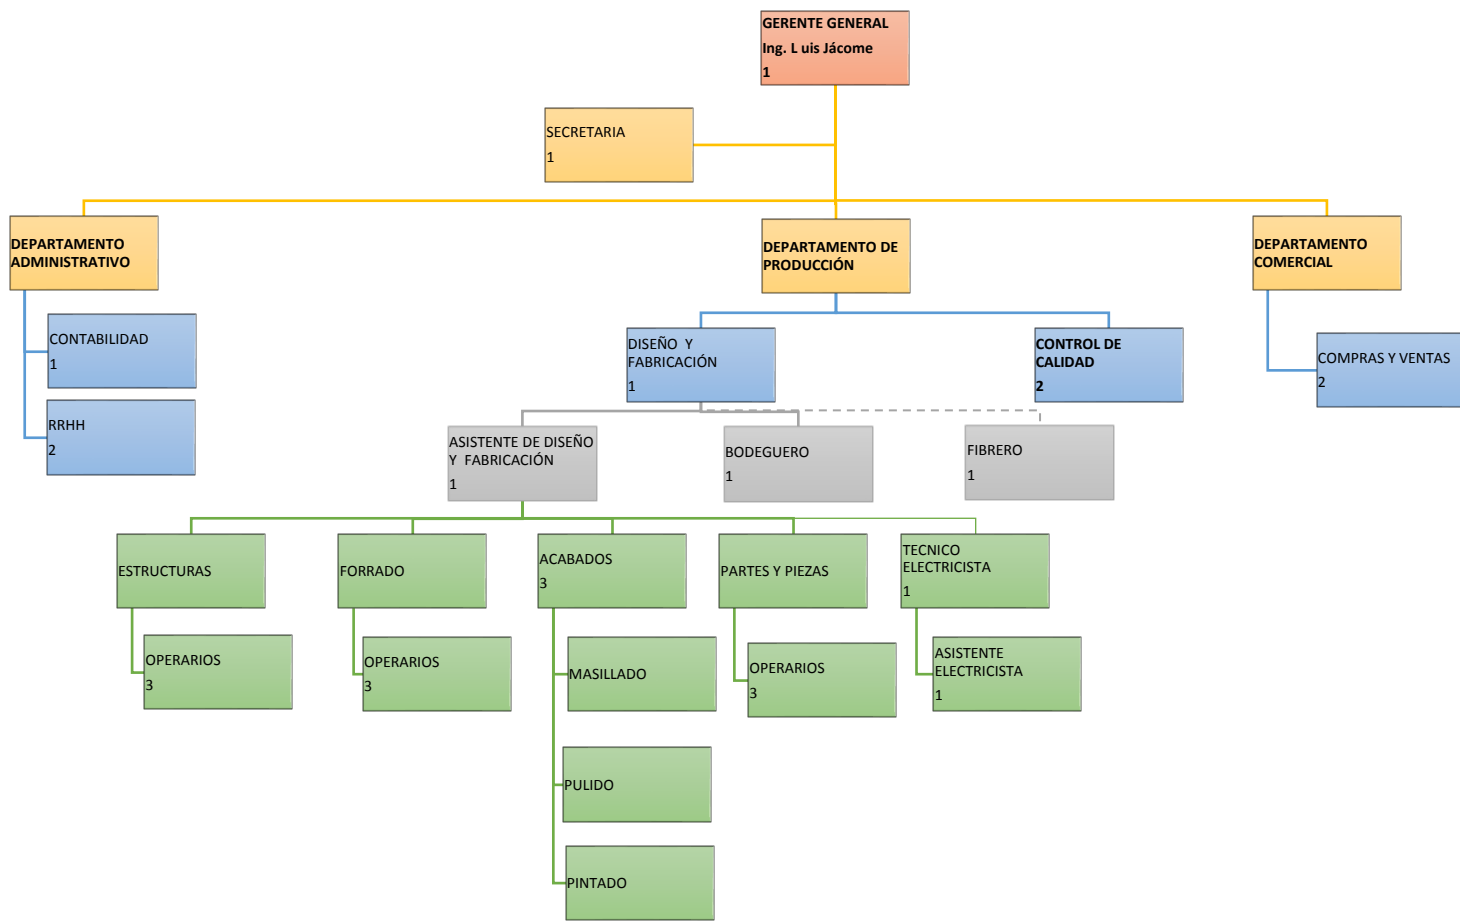 GERENTE GENERAL
Ing. L uis Jácome
1
SECRETARIA
1
DEPARTAMENTO
ADMINISTRATIVO
DEPARTAMENTO DE
PRODUCCIÓN
DEPARTAMENTO
COMERCIAL
CONTABILIDAD
1
RRHH
2
DISEÑO Y
FABRICACIÓN
1
CONTROL DE
CALIDAD
2
COMPRAS Y VENTAS
2
ASISTENTE DE DISEÑO
Y FABRICACIÓN
1
BODEGUERO
1
FIBRERO
1
ESTRUCTURAS
FORRADO
ACABADOS
3
PARTES Y PIEZAS
TECNICO
ELECTRICISTA
1
OPERARIOS
3
OPERARIOS
3
MASILLADO
OPERARIOS
3
ASISTENTE
ELECTRICISTA
1
PULIDO
PINTADO